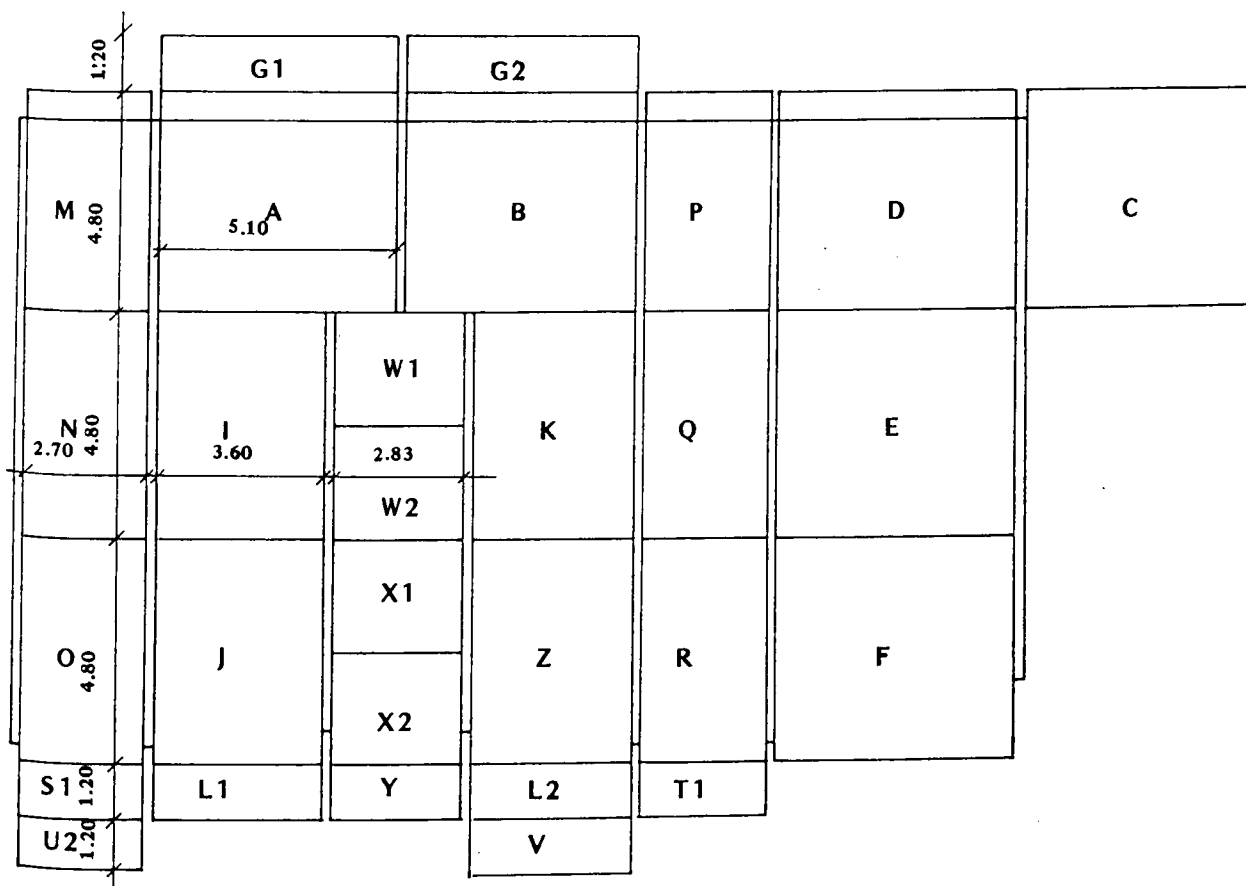 1.20
G1 G2
M A B P D C
4.80
5.10
W1
N I K Q E
4.80
2.70 3.60 2.83
W2
X1
O J Z R F
4.80
X2
S1 L1 Y L2 T1
1.20
U2 V
1.20